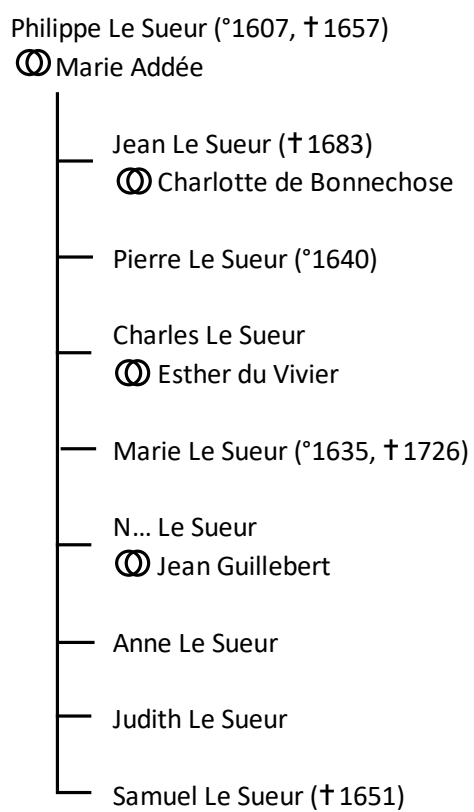 Philippe Le Sueur (°1607, †1657)
⚭ Marie Addée
Jean Le Sueur (†1683)
⚭ Charlotte de Bonnechose
Pierre Le Sueur (°1640)
Charles Le Sueur
⚭ Esther du Vivier
Marie Le Sueur (°1635, †1726)
N... Le Sueur
⚭ Jean Guillebert
Anne Le Sueur
Judith Le Sueur
Samuel Le Sueur (†1651)